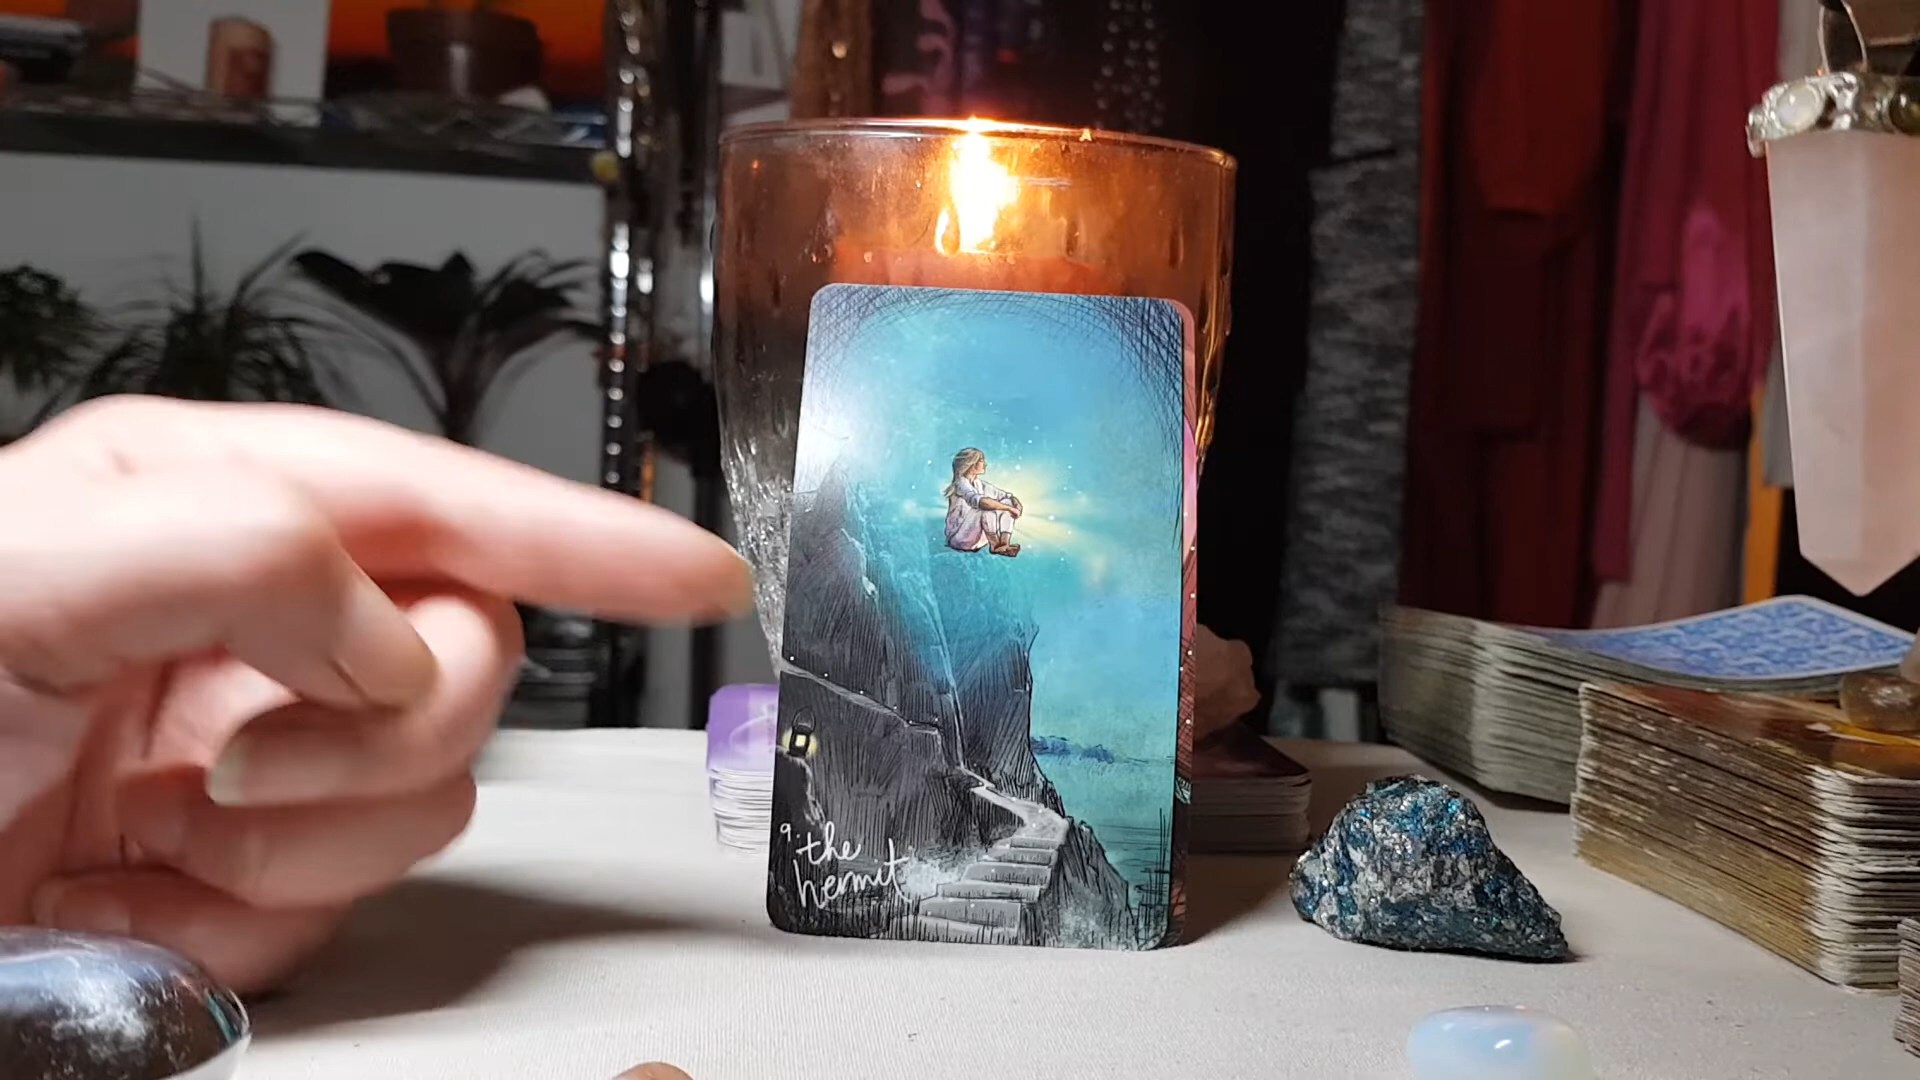 9. the
hermit